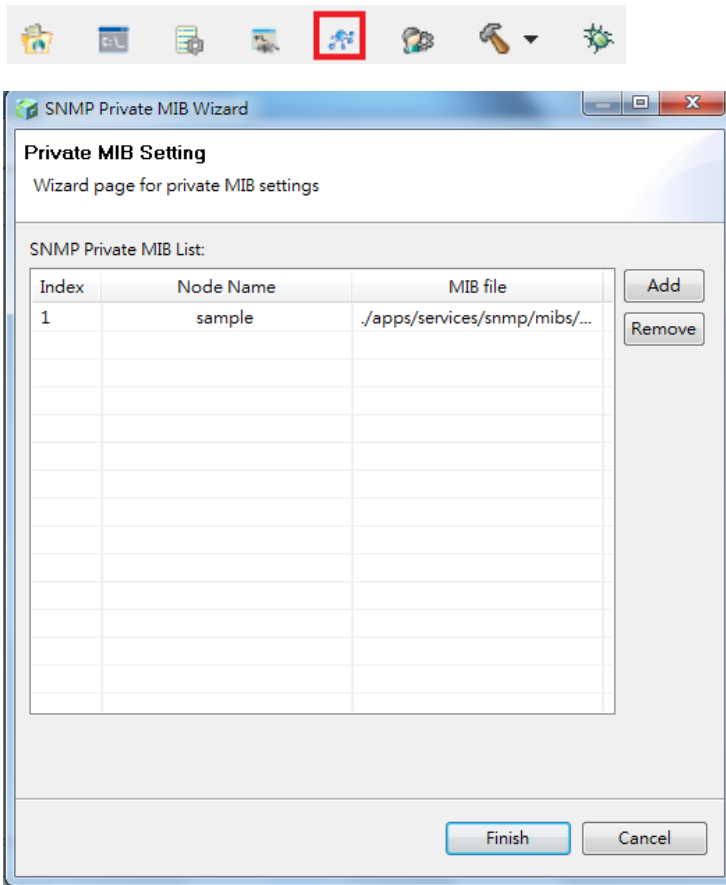 C:\_
SNMP Private MIB Wizard
Private MIB Setting
Wizard page for private MIB settings
SNMP Private MIB List:
Index Node Name MIB file Add
1 sample ./apps/services/snmp/mibs/... Remove
Finish Cancel